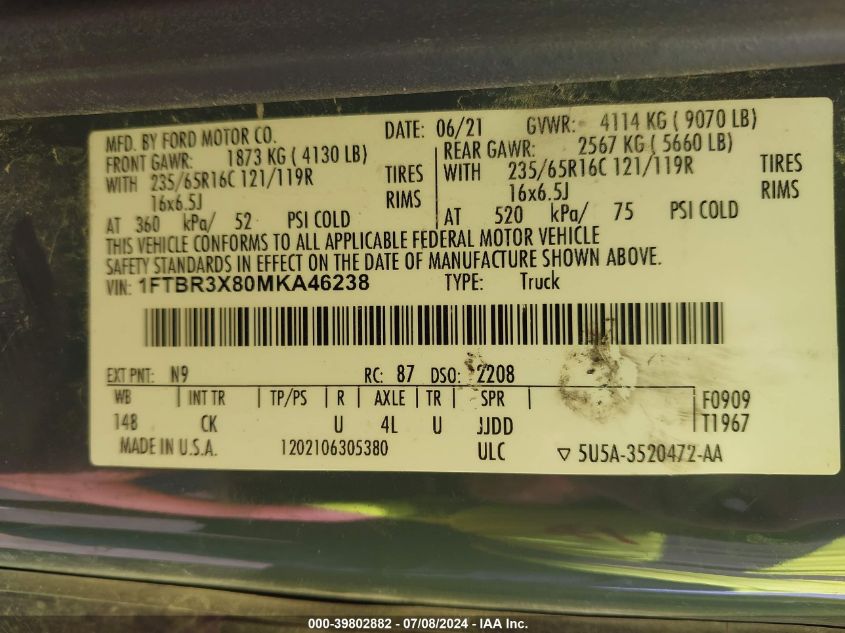 MFD. BY FORD MOTOR CO. DATE: 06/21 GVWR: 4114 KG ( 9070 LB)
FRONT GAWR: 1873 KG ( 4130 LB) REAR GAWR: 2567 KG ( 5660 LB)
WITH 235/65R16C 121/119R TIRES WITH 235/65R16C 121/119R TIRES
16x6.5J RIMS 16x6.5J RIMS
AT 360 kPa/ 52 PSI COLD AT 520 kPa/ 75 PSI COLD
THIS VEHICLE CONFORMS TO ALL APPLICABLE FEDERAL MOTOR VEHICLE
SAFETY STANDARDS IN EFFECT ON THE DATE OF MANUFACTURE SHOWN ABOVE.
VIN: 1FTBR3X80MKA46238 TYPE: Truck
EXT PNT: N9 RC: 87 DSO: 2208
WB INT TR TP/PS R AXLE TR SPR F0909
148 CK U 4L U JJDD T1967
MADE IN U.S.A. 1202106305380 ULC ▽ 5U5A-3520472-AA
000-39802882 - 07/08/2024 - IAA Inc.